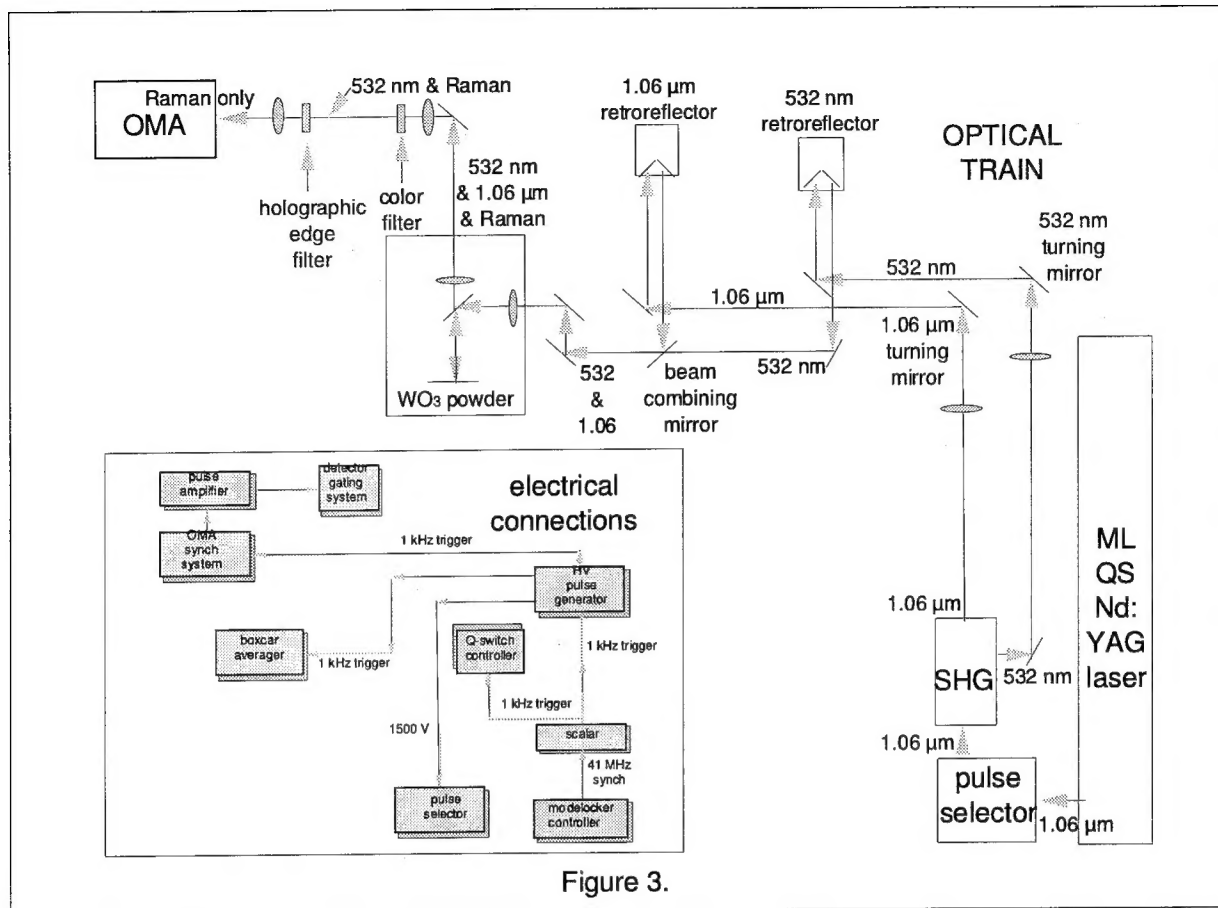 532 nm & Raman
Raman only
OMA
holographic
edge
filter
color
filter
532 nm
& 1.06 µm
& Raman
1.06 µm
retroreflector
532 nm
retroreflector
OPTICAL
TRAIN
532 nm
turning
mirror
532 nm
1.06 µm
1.06 µm
turning
mirror
WO3 powder
532
&
1.06
beam
combining
mirror
532 nm
ML
QS
Nd:
YAG
laser
1.06 µm
SHG
532 nm
1.06 µm
pulse
selector
1.06 µm
electrical
connections
pulse
amplifier
detector
gating
system
OMA
synch
system
1 kHz trigger
HV
pulse
generator
boxcar
averager
1 kHz trigger
Q-switch
controller
1 kHz trigger
1 kHz trigger
1500 V
scalar
41 MHz
synch
pulse
selector
modelocker
controller
Figure 3.